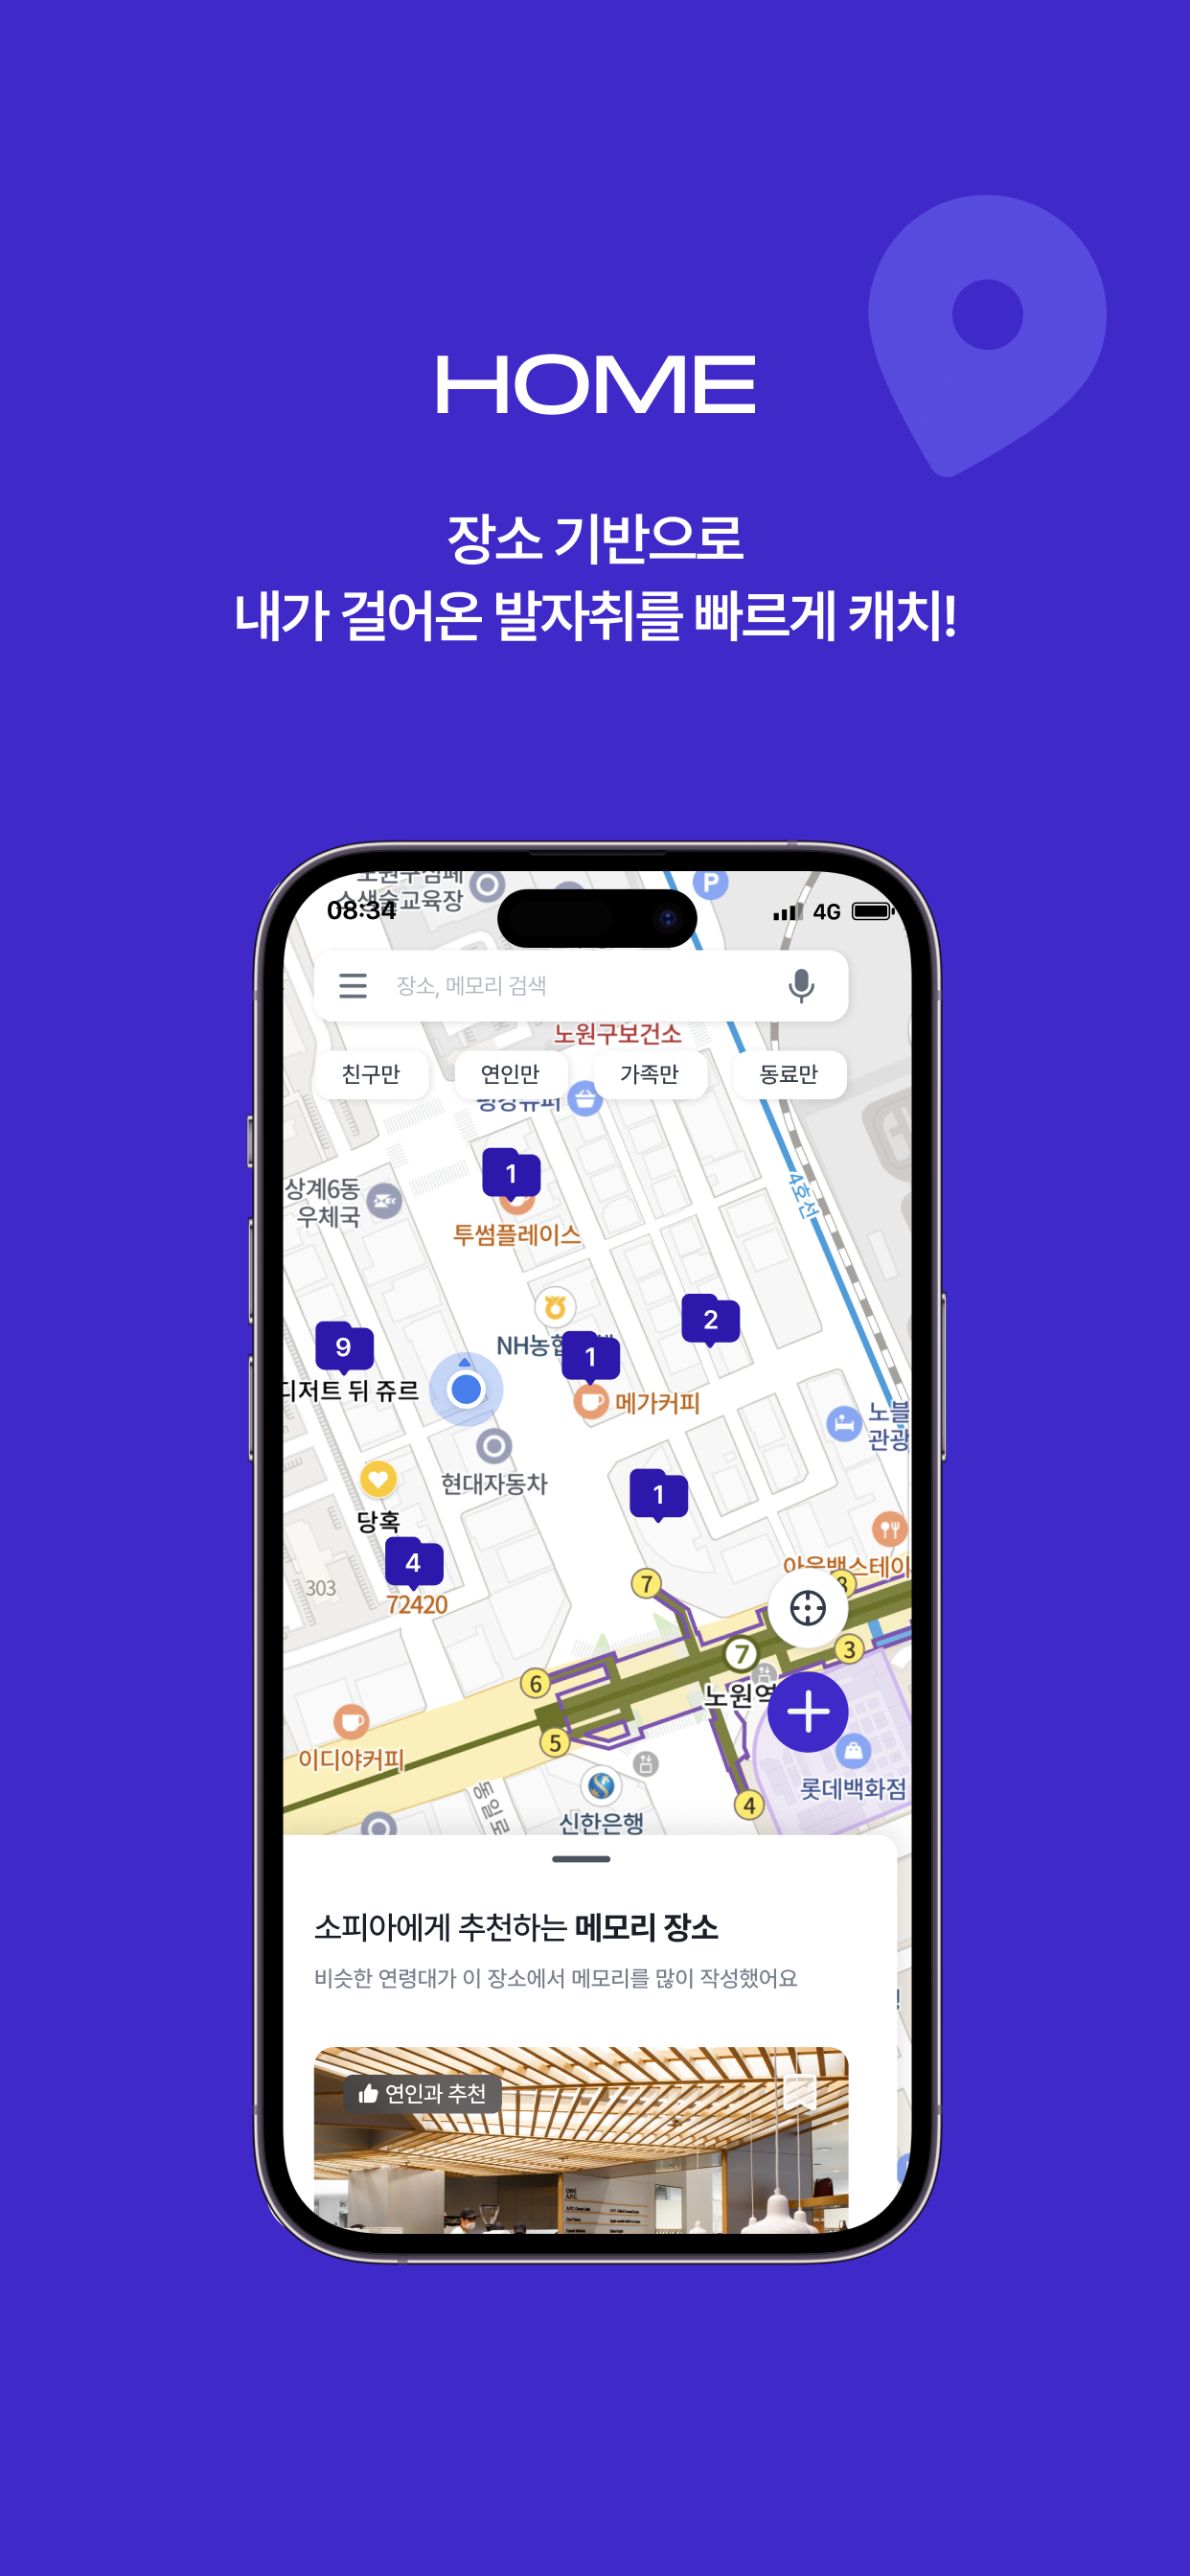 HOME
장소 기반으로
내가 걸어온 발자취를 빠르게 캐치!
08:34
4G
P
장소, 메모리 검색
노원구보건소
친구만
연인만
가족만
동료만
4호선
상계6동
우체국
1
투썸플레이스
2
NH농협
1
9
디저트 뒤 쥬르
메가커피
노블
관광
현대자동차
1
당혹
4
72420
303
7
8
3
7
노원역
6
5
4
이디야커피
롯데백화점
동일로
신한은행
소피아에게 추천하는 메모리 장소
비슷한 연령대가 이 장소에서 메모리를 많이 작성했어요
연인과 추천